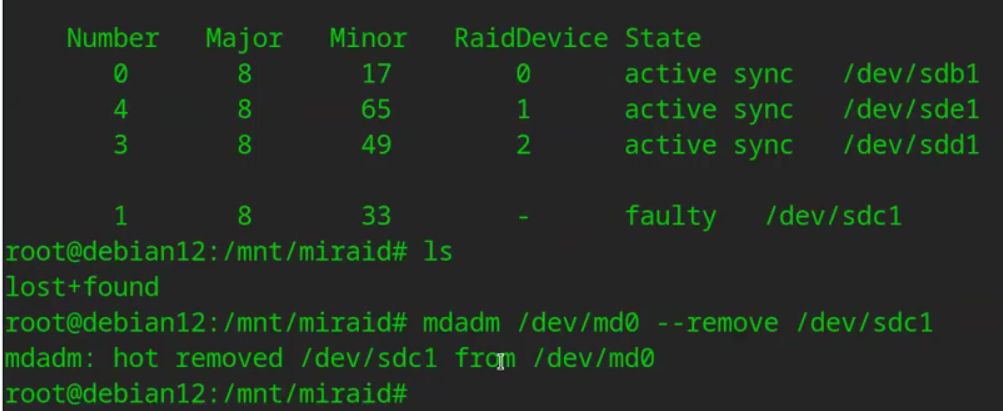 Number Major Minor RaidDevice State
0 8 17 0 active sync /dev/sdb1
4 8 65 1 active sync /dev/sde1
3 8 49 2 active sync /dev/sdd1
1 8 33 - faulty /dev/sdc1
root@debian12:/mnt/miraid# ls
lost+found
root@debian12:/mnt/miraid# mdadm /dev/md0 --remove /dev/sdc1
mdadm: hot removed /dev/sdc1 from /dev/md0
root@debian12:/mnt/miraid#